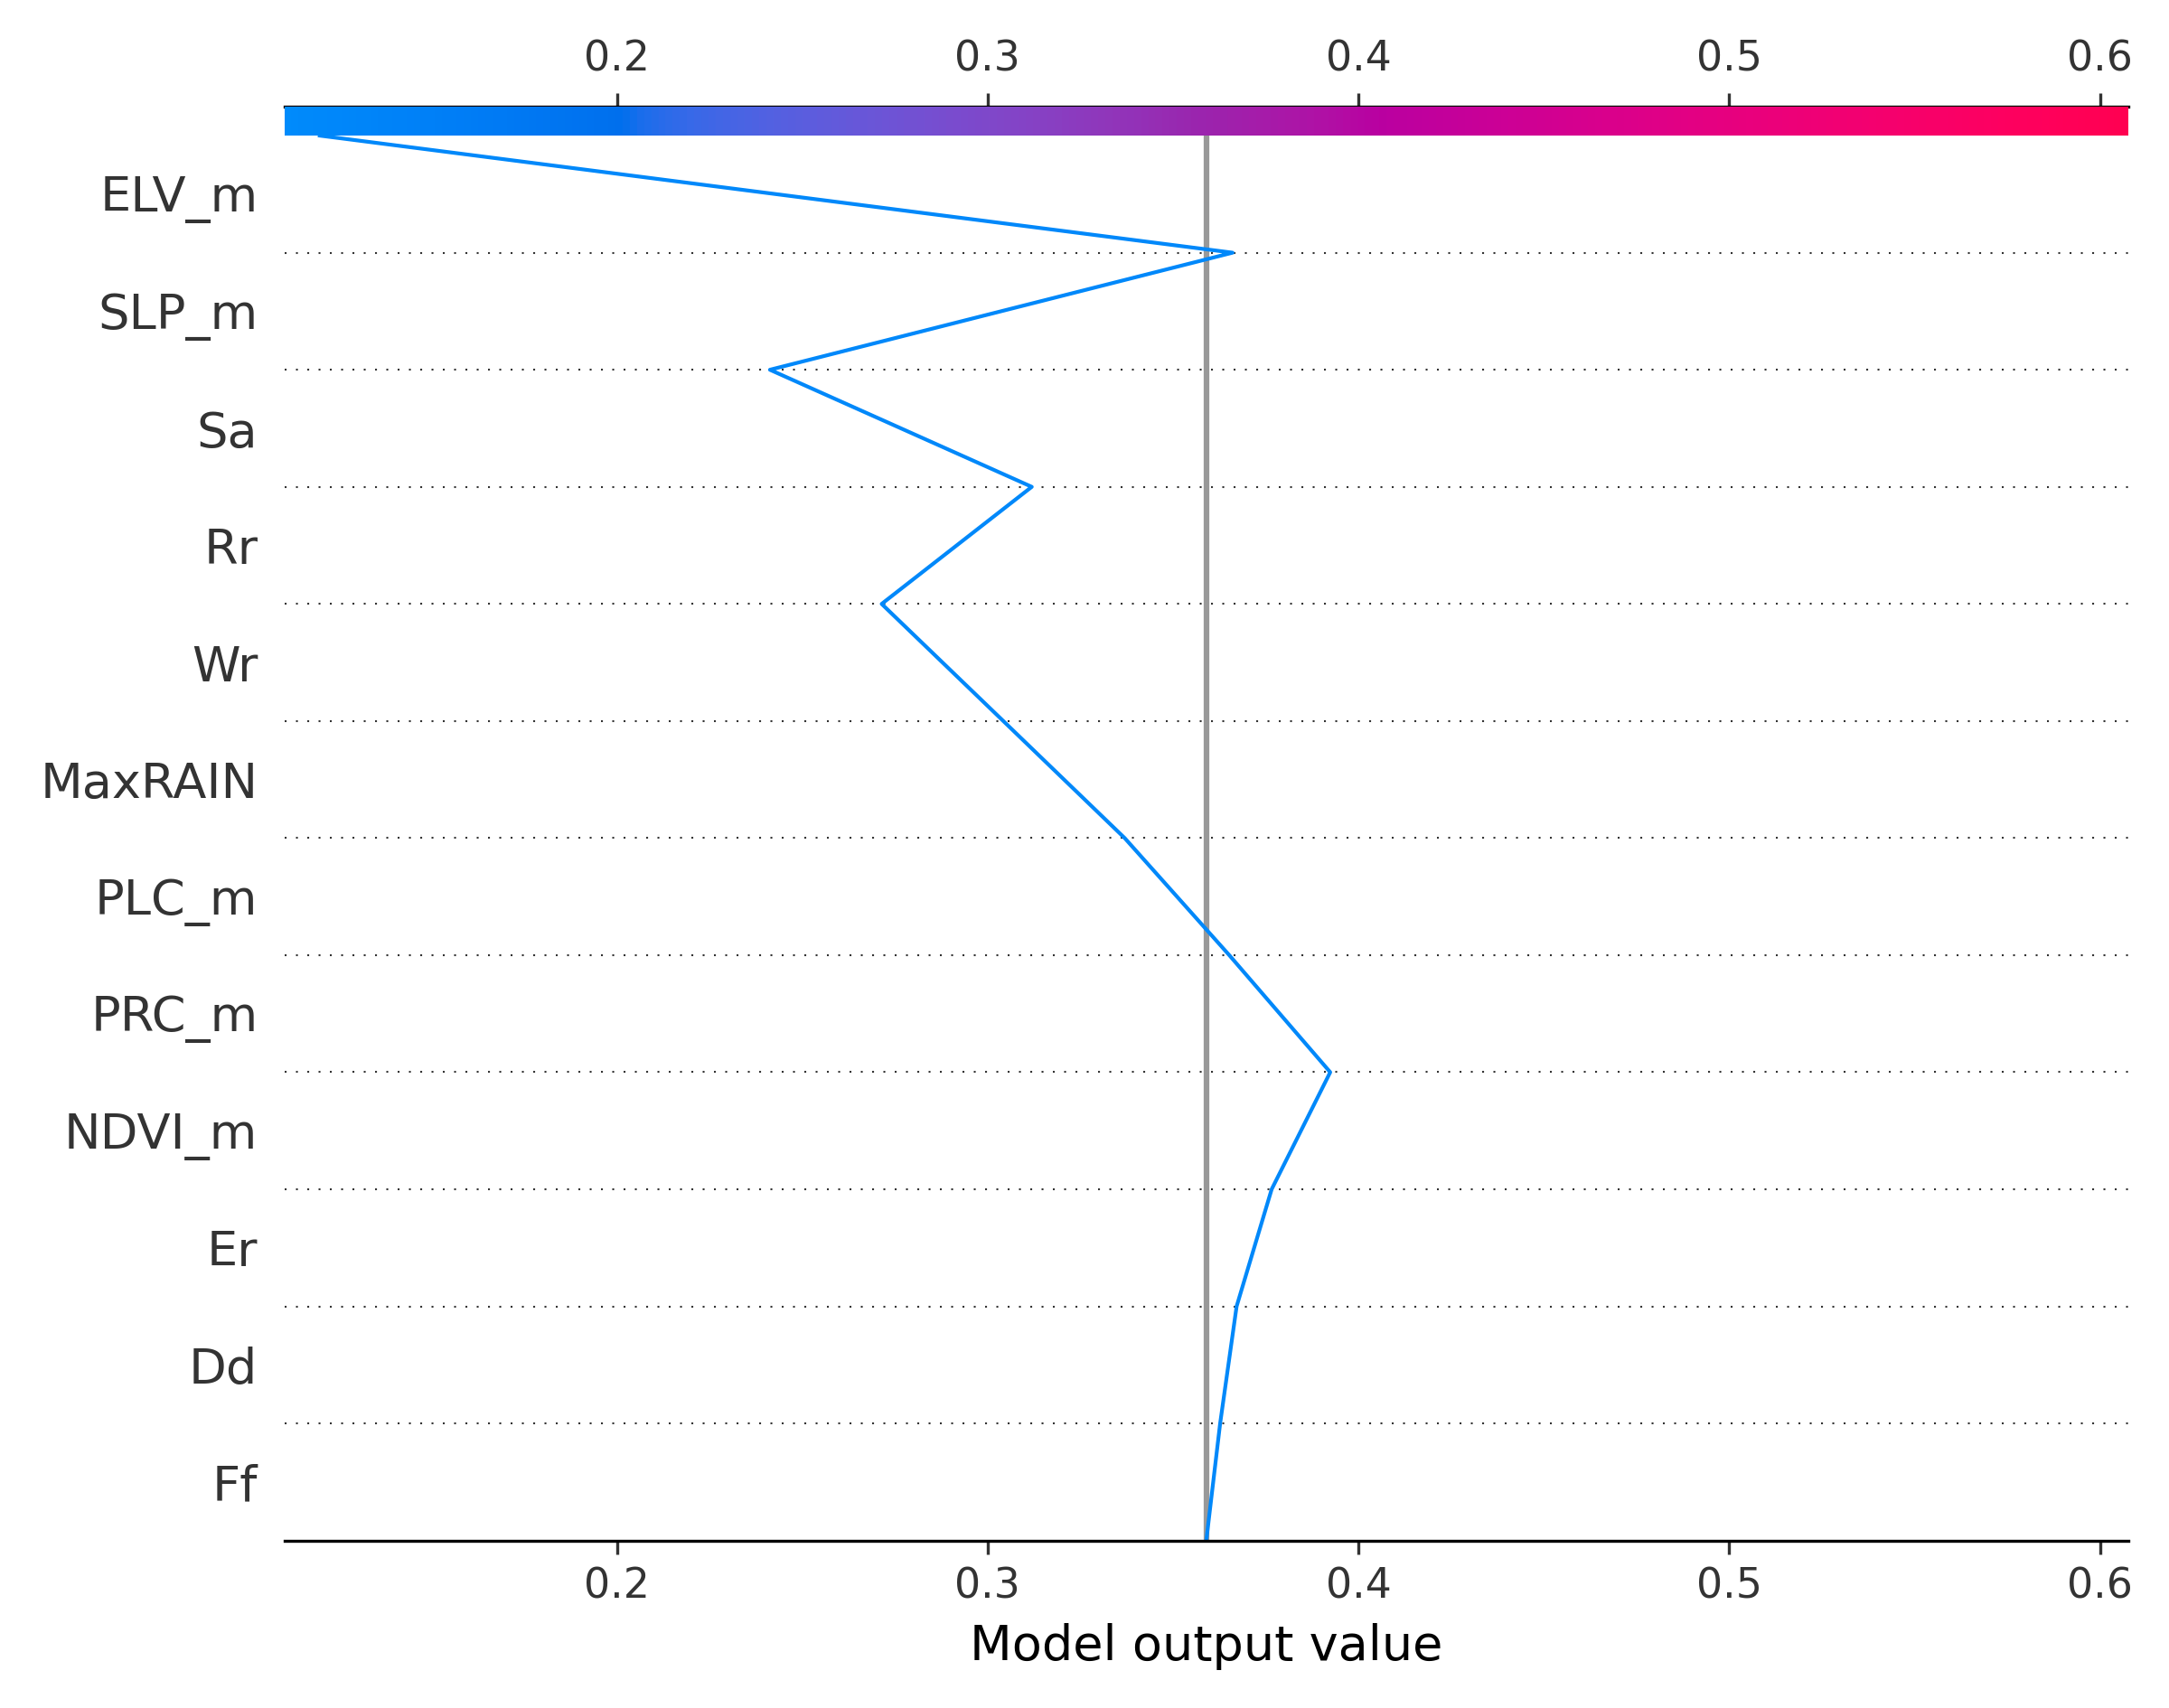 0.2 0.3 0.4 0.5 0.6
ELV_m
SLP_m
Sa
Rr
Wr
MaxRAIN
PLC_m
PRC_m
NDVI_m
Er
Dd
Ff
0.2 0.3 0.4 0.5 0.6
Model output value